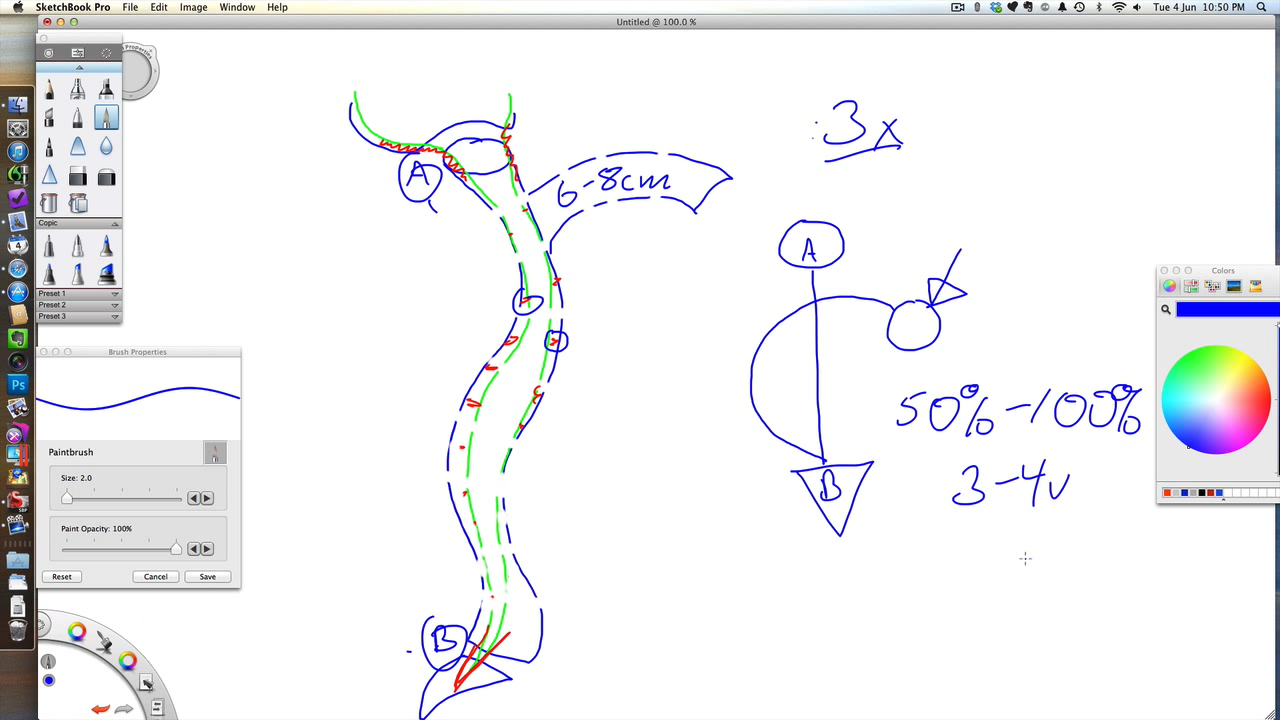 SketchBook Pro File Edit Image Window Help
Tue 4 Jun 10:50 PM
Untitled @ 100.0 %
Copic
Preset 1
Preset 2
Preset 3
Brush Properties
Paintbrush
Size: 2.0
Paint Opacity: 100%
Reset Cancel Save
Colors
Ps
A
6-8cm
3x
A
50%-100%
3-4v
B
B